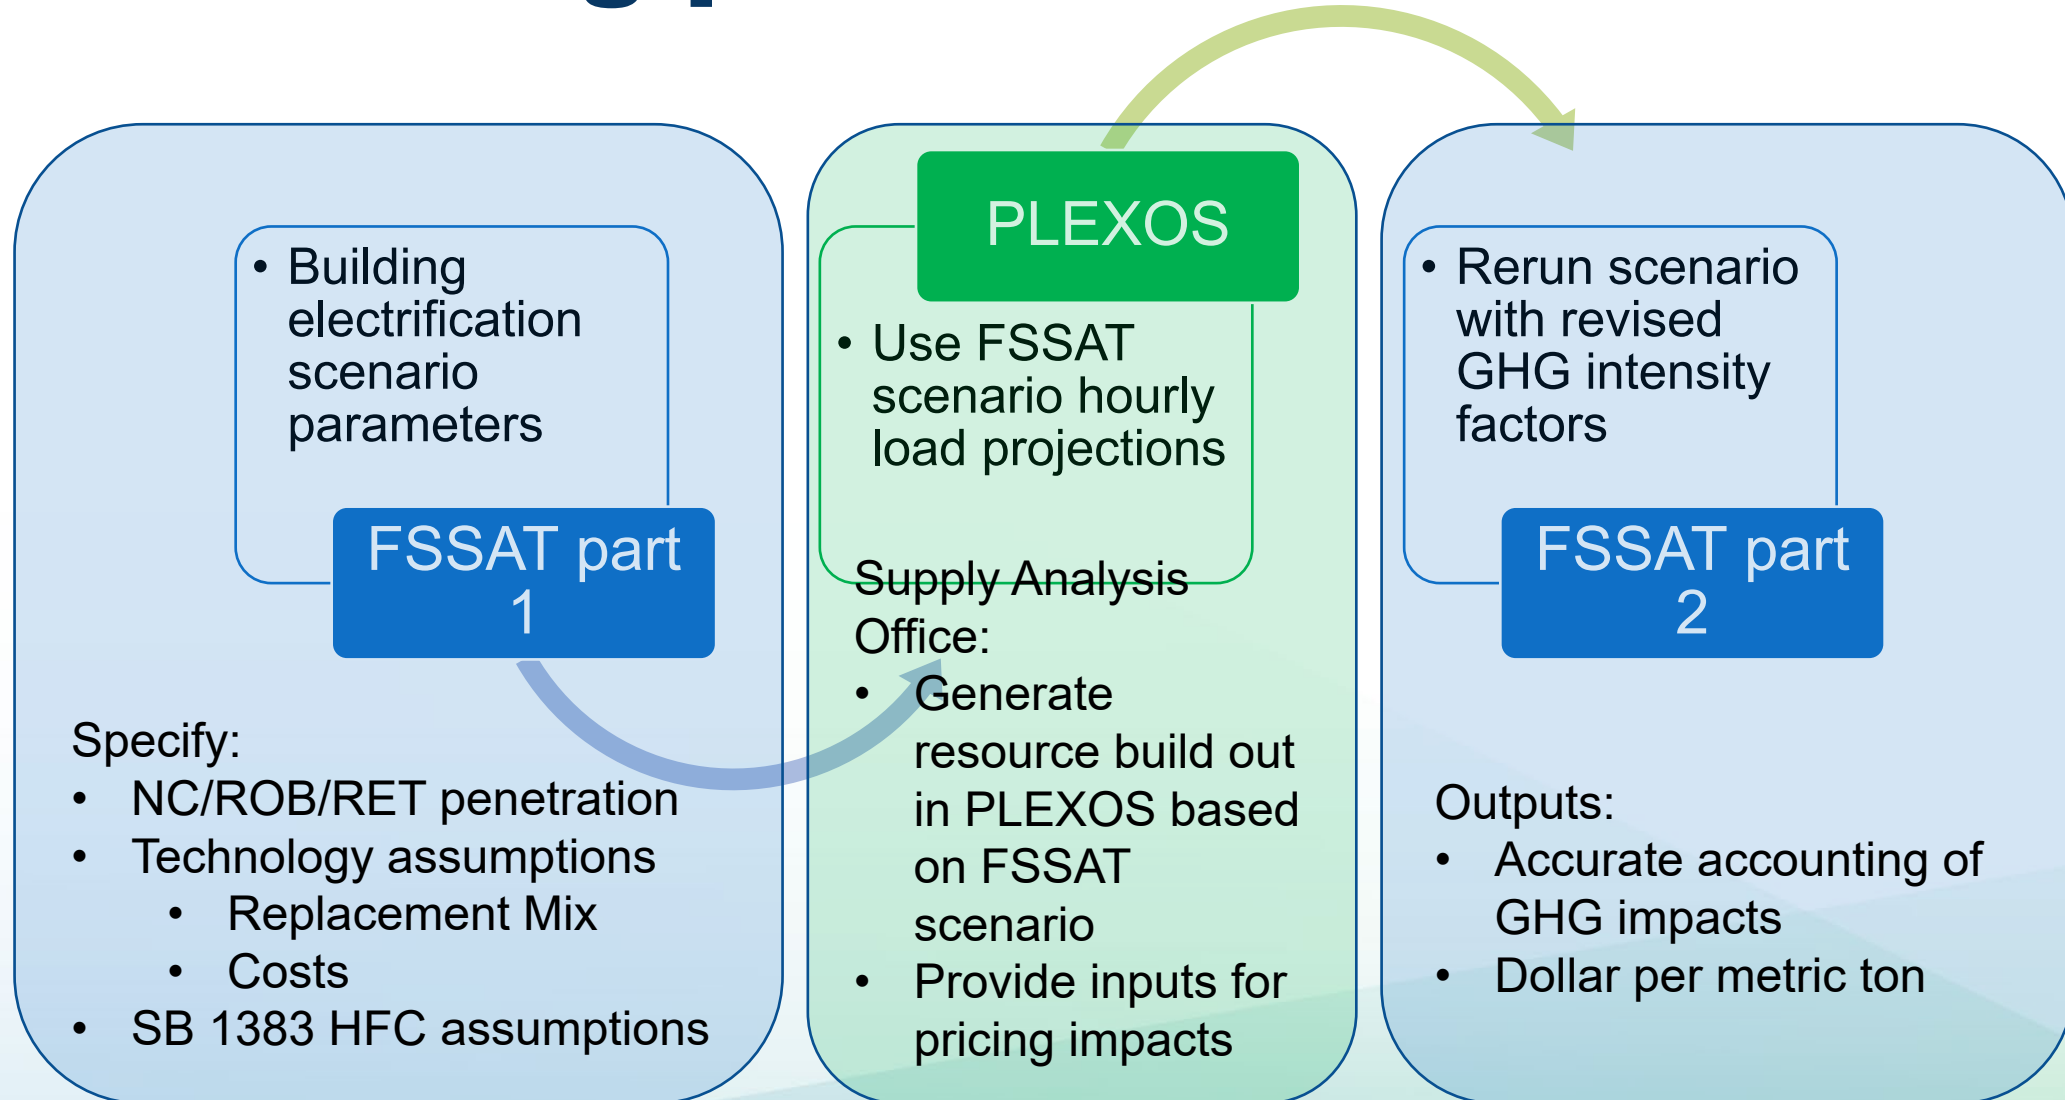 • Building
electrification
scenario
parameters
FSSAT part
1
Specify:
• NC/ROB/RET penetration
• Technology assumptions
• Replacement Mix
• Costs
• SB 1383 HFC assumptions
PLEXOS
• Use FSSAT
scenario hourly
load projections
Supply Analysis
Office:
• Generate
resource build out
in PLEXOS based
on FSSAT
scenario
• Provide inputs for
pricing impacts
• Rerun scenario
with revised
GHG intensity
factors
FSSAT part
2
Outputs:
• Accurate accounting of
GHG impacts
• Dollar per metric ton